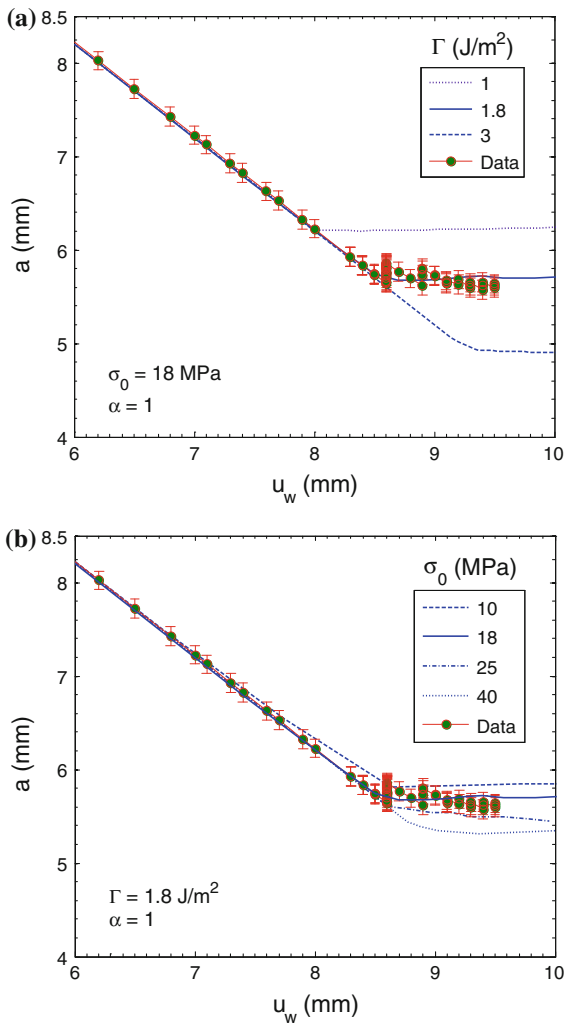 (a)
8.5
8
7
6
5
4
a (mm)
Γ (J/m²)
1
1.8
3
Data
σ₀ = 18 MPa
α = 1
6 7 8 9 10
u_w (mm)
(b)
8.5
8
7
6
5
4
a (mm)
σ₀ (MPa)
10
18
25
40
Data
Γ = 1.8 J/m²
α = 1
6 7 8 9 10
u_w (mm)